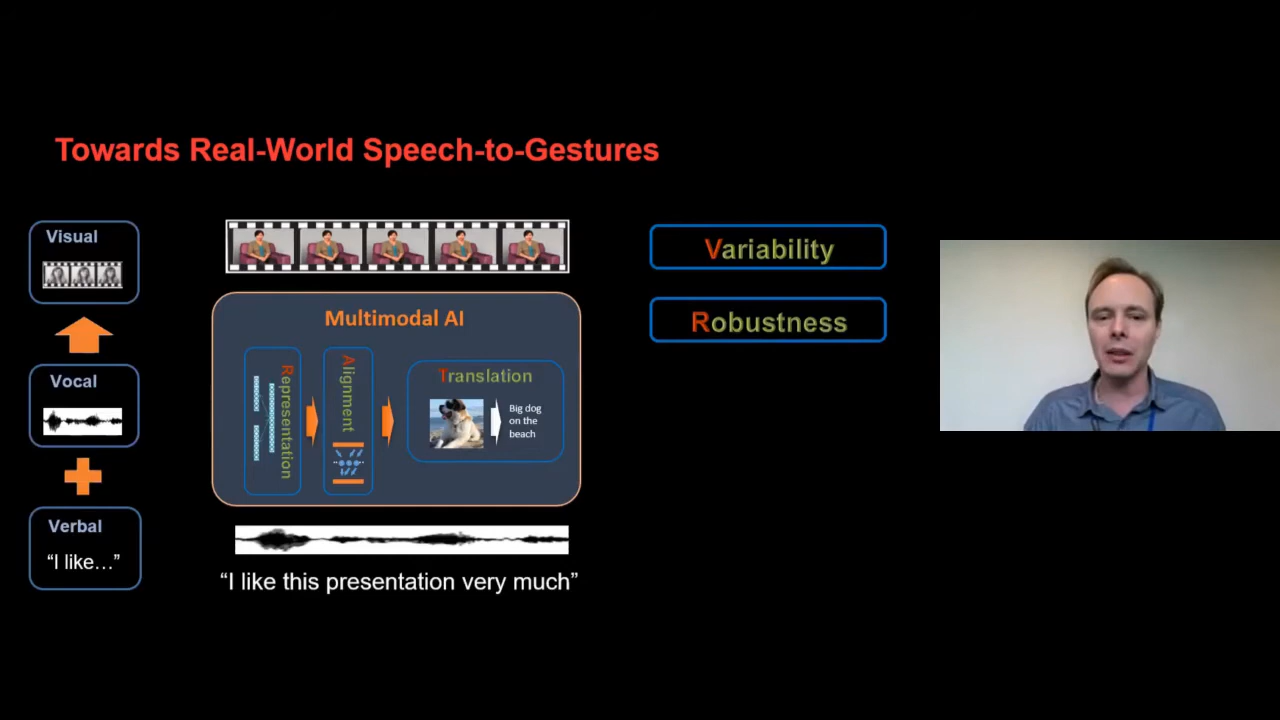 Towards Real-World Speech-to-Gestures
Visual
Vocal
Verbal
“I like…”
Multimodal AI
Representation
Alignment
Translation
Big dog
on the
beach
“I like this presentation very much”
Variability
Robustness